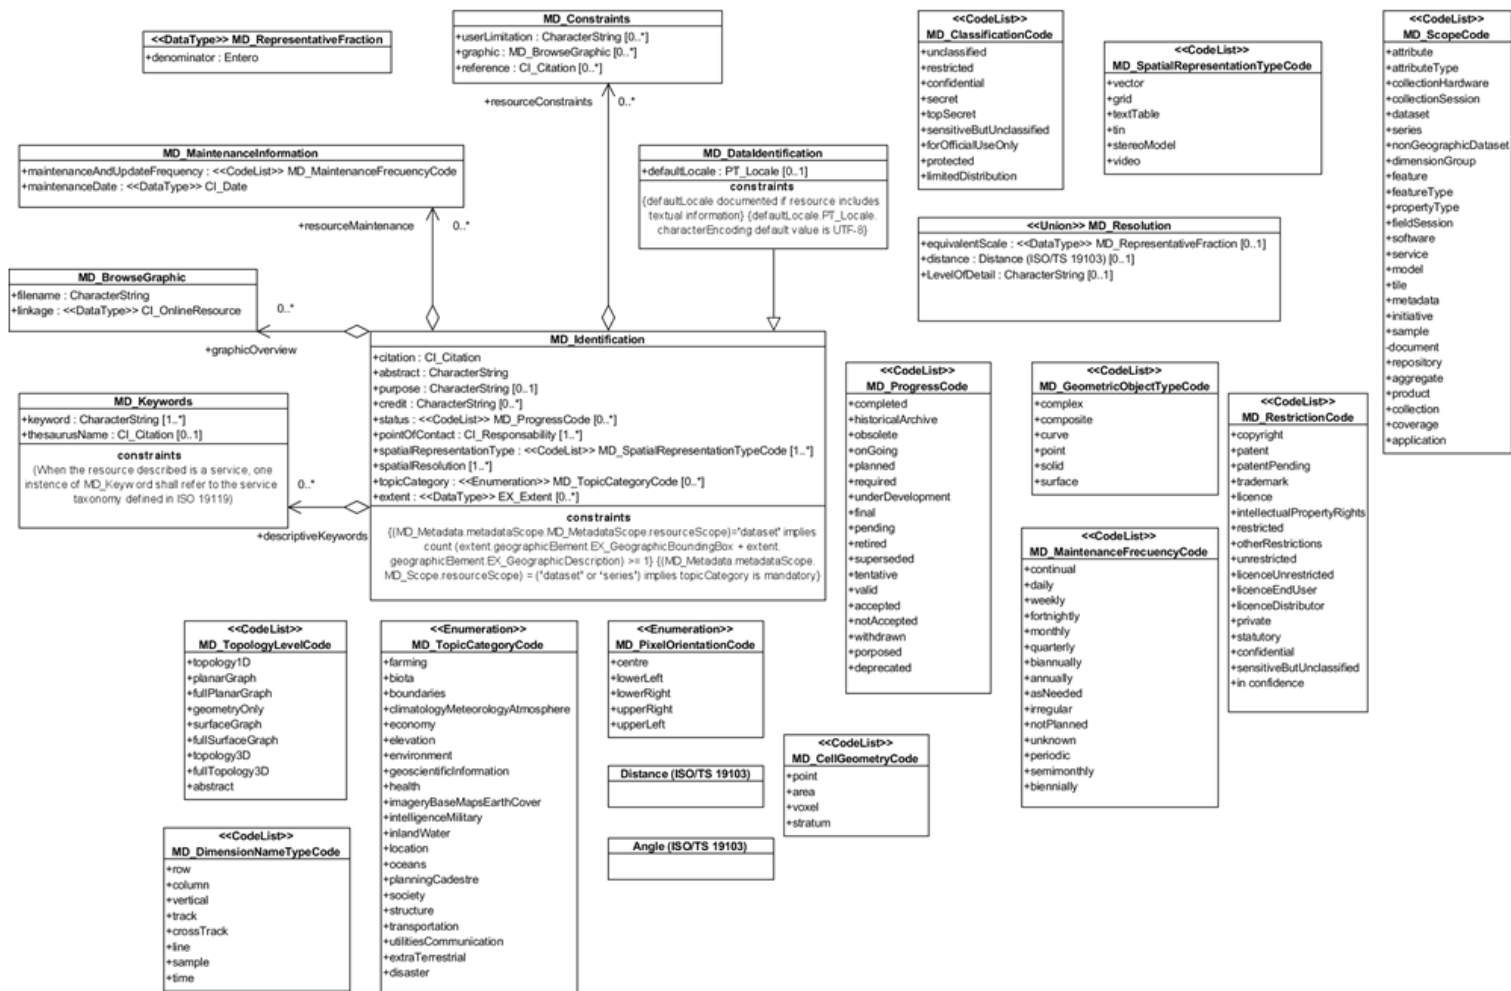 <<DataType>> MD_RepresentativeFraction
+denominator : Entero
MD_Constraints
+userLimitation : CharacterString [0..*]
+graphic : MD_BrowseGraphic [0..*]
+reference : CI_Citation [0..*]
+resourceConstraints
0..*
MD_MaintenanceInformation
+maintenanceAndUpdateFrequency : <<CodeList>> MD_MaintenanceFrecuencyCode
+maintenanceDate : <<DataType>> CI_Date
+resourceMaintenance
0..*
MD_DataIdentification
+defaultLocale : PT_Locale [0..1]
constraints
{defaultLocale documented if resource includes
textual information} {defaultLocale.PT_Locale.
characterEncoding default value is UTF-8}
MD_BrowseGraphic
+filename : CharacterString
+linkage : <<DataType>> CI_OnlineResource
0..*
+graphicOverview
MD_Identification
+citation : CI_Citation
+abstract : CharacterString
+purpose : CharacterString [0..1]
+credit : CharacterString [0..*]
+status : <<CodeList>> MD_ProgressCode [0..*]
+pointOfContact : CI_Responsability [1..*]
+spatialRepresentationType : <<CodeList>> MD_SpatialRepresentationTypeCode [1..*]
+spatialResolution [1..*]
+topicCategory : <<Enumeration>> MD_TopicCategoryCode [0..*]
+extent : <<DataType>> EX_Extent [0..*]
constraints
{(MD_Metadata.metadataScope.MD_MetadataScope.resourceScope)="dataset" implies
count (extent.geographicElement.EX_GeographicBoundingBox + extent.
geographicElement.EX_GeographicDescription) >= 1} {(MD_Metadata.metadataScope.
MD_Scope.resourceScope) = ("dataset" or 'series") implies topicCategory is mandatory}
MD_Keywords
+keyword : CharacterString [1..*]
+thesaurusName : CI_Citation [0..1]
constraints
(When the resource described is a service, one
instence of MD_Keyword shall refer to the service
taxonomy defined in ISO 19119)
0..*
+descriptiveKeywords
<<CodeList>>
MD_ClassificationCode
+unclassified
+restricted
+confidential
+secret
+topSecret
+sensitiveButUnclassified
+forOfficialUseOnly
+protected
+limitedDistribution
<<CodeList>>
MD_SpatialRepresentationTypeCode
+vector
+grid
+textTable
+tin
+stereoModel
+video
<<CodeList>>
MD_ScopeCode
+attribute
+attributeType
+collectionHardware
+collectionSession
+dataset
+series
+nonGeographicDataset
+dimensionGroup
+feature
+featureType
+propertyType
+fieldSession
+software
+service
+model
+tile
+metadata
+initiative
+sample
-document
+repository
+aggregate
+product
+collection
+coverage
+application
<<Union>> MD_Resolution
+equivalentScale : <<DataType>> MD_RepresentativeFraction [0..1]
+distance : Distance (ISO/TS 19103) [0..1]
+LevelOfDetail : CharacterString [0..1]
<<CodeList>>
MD_ProgressCode
+completed
+historicalArchive
+obsolete
+onGoing
+planned
+required
+underDevelopment
+final
+pending
+retired
+superseded
+tentative
+valid
+accepted
+notAccepted
+withdrawn
+porposed
+deprecated
<<CodeList>>
MD_GeometricObjectTypeCode
+complex
+composite
+curve
+point
+solid
+surface
<<CodeList>>
MD_RestrictionCode
+copyright
+patent
+patentPending
+trademark
+licence
+intellectualPropertyRights
+restricted
+otherRestrictions
+unrestricted
+licenceUnrestricted
+licenceEndUser
+licenceDistributor
+private
+statutory
+confidential
+sensitiveButUnclassified
+in confidence
<<CodeList>>
MD_MaintenanceFrecuencyCode
+continual
+daily
+weekly
+fortnightly
+monthly
+quarterly
+biannually
+annually
+asNeeded
+irregular
+notPlanned
+unknown
+periodic
+semimonthly
+biennially
<<CodeList>>
MD_TopologyLevelCode
+topology1D
+planarGraph
+fullPlanarGraph
+geometryOnly
+surfaceGraph
+fullSurfaceGraph
+topology3D
+fullTopology3D
+abstract
<<Enumeration>>
MD_TopicCategoryCode
+farming
+biota
+boundaries
+climatologyMeteorologyAtmosphere
+economy
+elevation
+environment
+geoscientificInformation
+health
+imageryBaseMapsEarthCover
+intelligenceMilitary
+inlandWater
+location
+oceans
+planningCadestre
+society
+structure
+transportation
+utilitiesCommunication
+extraTerrestrial
+disaster
<<Enumeration>>
MD_PixelOrientationCode
+centre
+lowerLeft
+lowerRight
+upperRight
+upperLeft
Distance (ISO/TS 19103)
Angle (ISO/TS 19103)
<<CodeList>>
MD_CellGeometryCode
+point
+area
+voxel
+stratum
<<CodeList>>
MD_DimensionNameTypeCode
+row
+column
+vertical
+track
+crossTrack
+line
+sample
+time